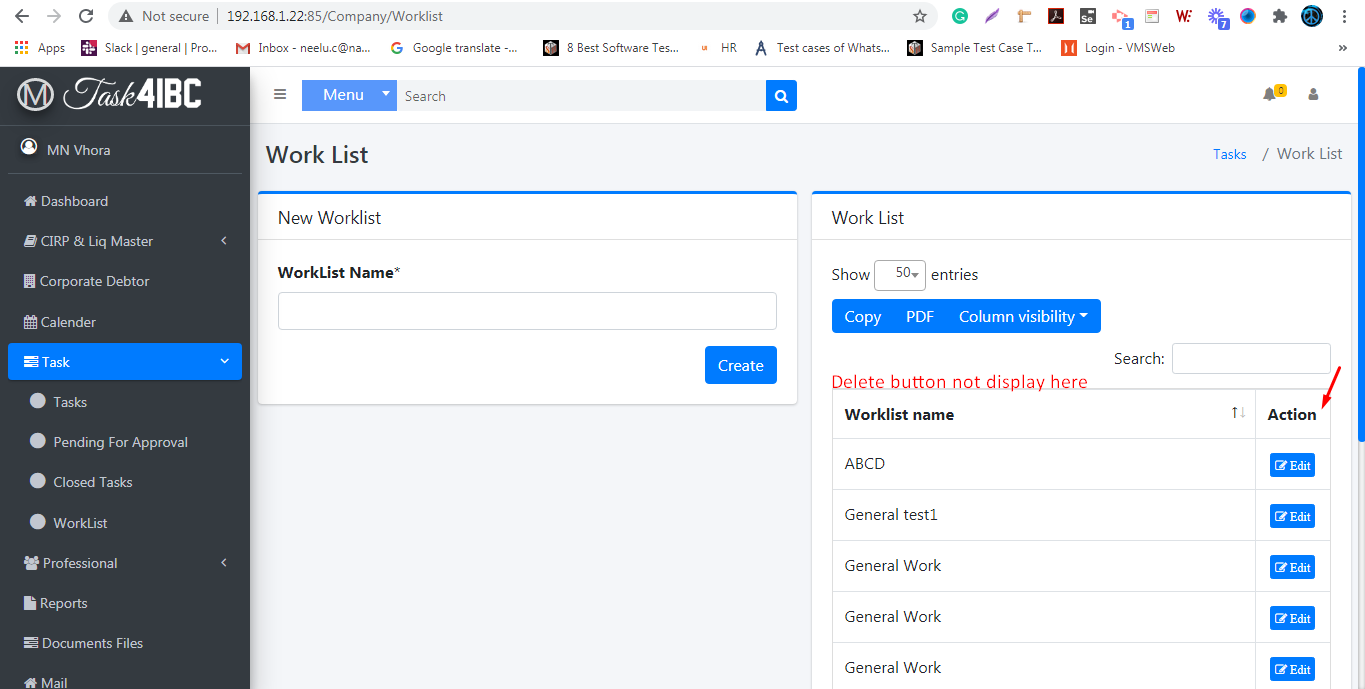 Not secure | 192.168.1.22:85/Company/Worklist
1
7
Apps Slack | general | Pro... Inbox - neelu.c@na... Google translate -... 8 Best Software Tes... HR Test cases of Whats... Sample Test Case T... Login - VMSWeb »
Task4IBC
Menu Search
0
MN Vhora
Work List
Tasks / Work List
Dashboard
CIRP & Liq Master
Corporate Debtor
Calender
Task
Tasks
Pending For Approval
Closed Tasks
WorkList
Professional
Reports
Documents Files
Mail
New Worklist
WorkList Name*
Create
Work List
Show 50 entries
Copy PDF Column visibility
Search:
Delete button not display here
Worklist name Action
ABCD Edit
General test1 Edit
General Work Edit
General Work Edit
General Work Edit